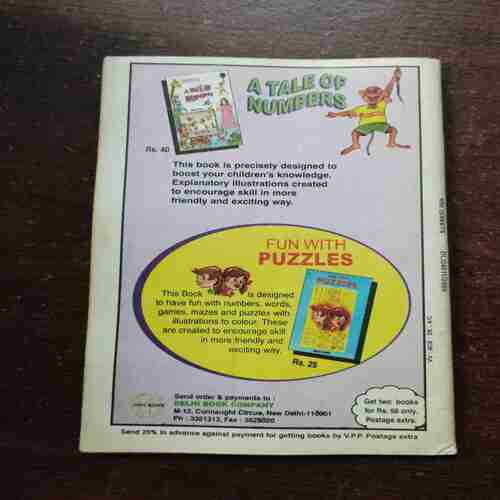 A TALE OF
NUMBERS
Rs. 40
This book is precisely designed to
boost your children's knowledge.
Explanatory illustrations created
to encourage skill in more
friendly and exciting way.
FUN WITH
PUZZLES
PUZZLES
This Book is designed
to have fun with numbers, words,
games, mazes and puzzles with
illustrations to colour. These
are created to encourage skill
in more friendly and
exciting way.
Rs. 25
Send order & payments to :
DELHI BOOK COMPANY
M-12, Connaught Circus, New Delhi-110001
Ph : 3351313, Fax : 3829020
Get two books
for Rs. 58 only.
Postage extra.
Send 25% in advance against payment for getting books by V.P.P. Postage extra